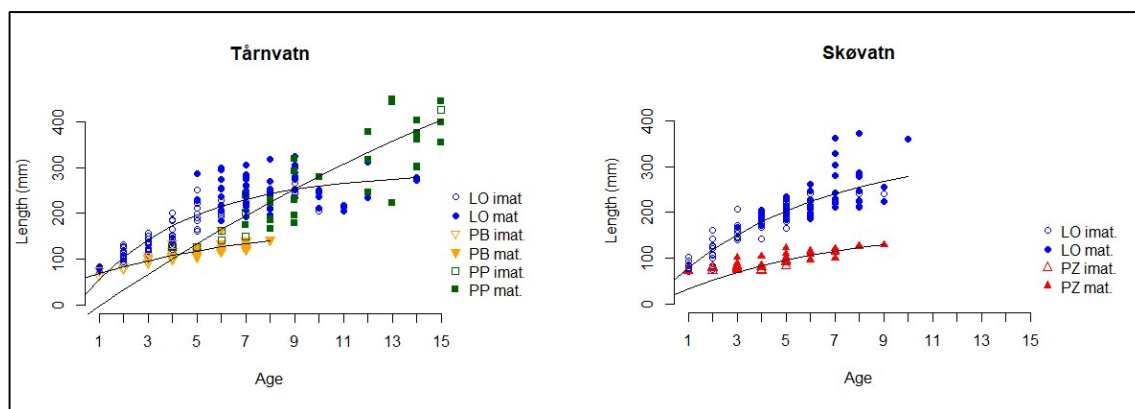 Tårnvatn
Length (mm)
0
100
200
300
400
1 3 5 7 9 11 13 15
Age
LO imat
LO mat
PB imat.
PB mat.
PP imat.
PP mat.
Skøvatn
Length (mm)
0
100
200
300
400
1 3 5 7 9 11 13 15
Age
LO imat.
LO mat.
PZ imat.
PZ mat.